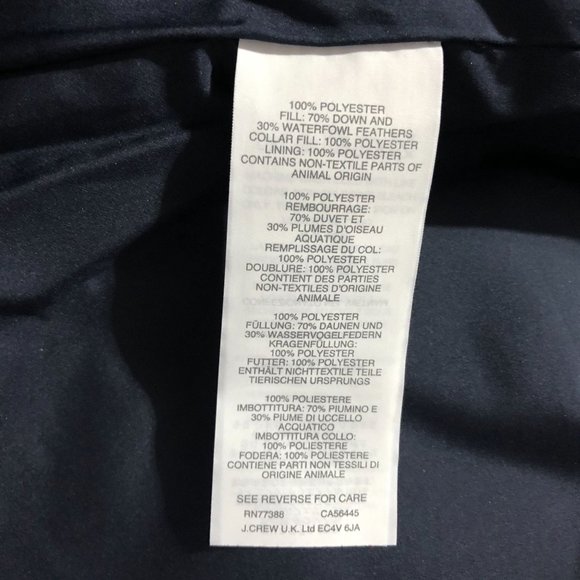 100% POLYESTER
FILL: 70% DOWN AND
30% WATERFOWL FEATHERS
COLLAR FILL: 100% POLYESTER
LINING: 100% POLYESTER
CONTAINS NON-TEXTILE PARTS OF
ANIMAL ORIGIN
100% POLYESTER
REMBOURRAGE:
70% DUVET ET
30% PLUMES D'OISEAU
AQUATIQUE
REMPLISSAGE DU COL:
100% POLYESTER
DOUBLURE: 100% POLYESTER
CONTIENT DES PARTIES
NON-TEXTILES D'ORIGINE
ANIMALE
100% POLYESTER
FÜLLUNG: 70% DAUNEN UND
30% WASSERVOGELFEDERN
KRAGENFÜLLUNG:
100% POLYESTER
FUTTER: 100% POLYESTER
ENTHÄLT NICHTTEXTILE TEILE
TIERISCHEN URSPRUNGS
100% POLIESTERE
IMBOTTITURA: 70% PIUMINO E
30% PIUME DI UCCELLO
ACQUATICO
IMBOTTITURA COLLO:
100% POLIESTERE
FODERA: 100% POLIESTERE
CONTIENE PARTI NON TESSILI DI
ORIGINE ANIMALE
SEE REVERSE FOR CARE
RN77388 CA56445
J.CREW U.K. Ltd EC4V 6JA